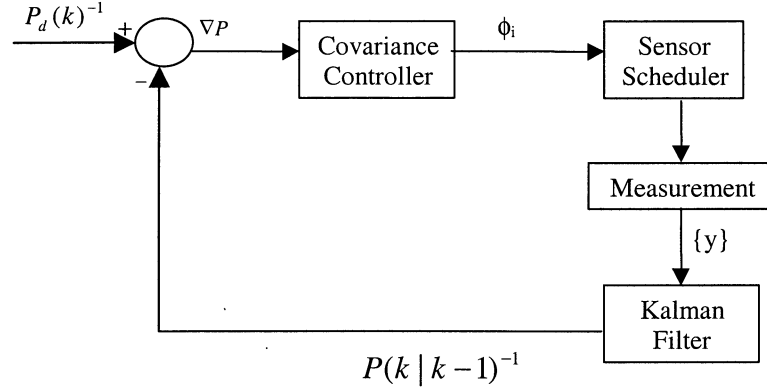 P_d(k)^{-1}
+
∇P
−
Covariance
Controller
ϕ_i
Sensor
Scheduler
Measurement
{y}
Kalman
Filter
P(k | k−1)^{-1}